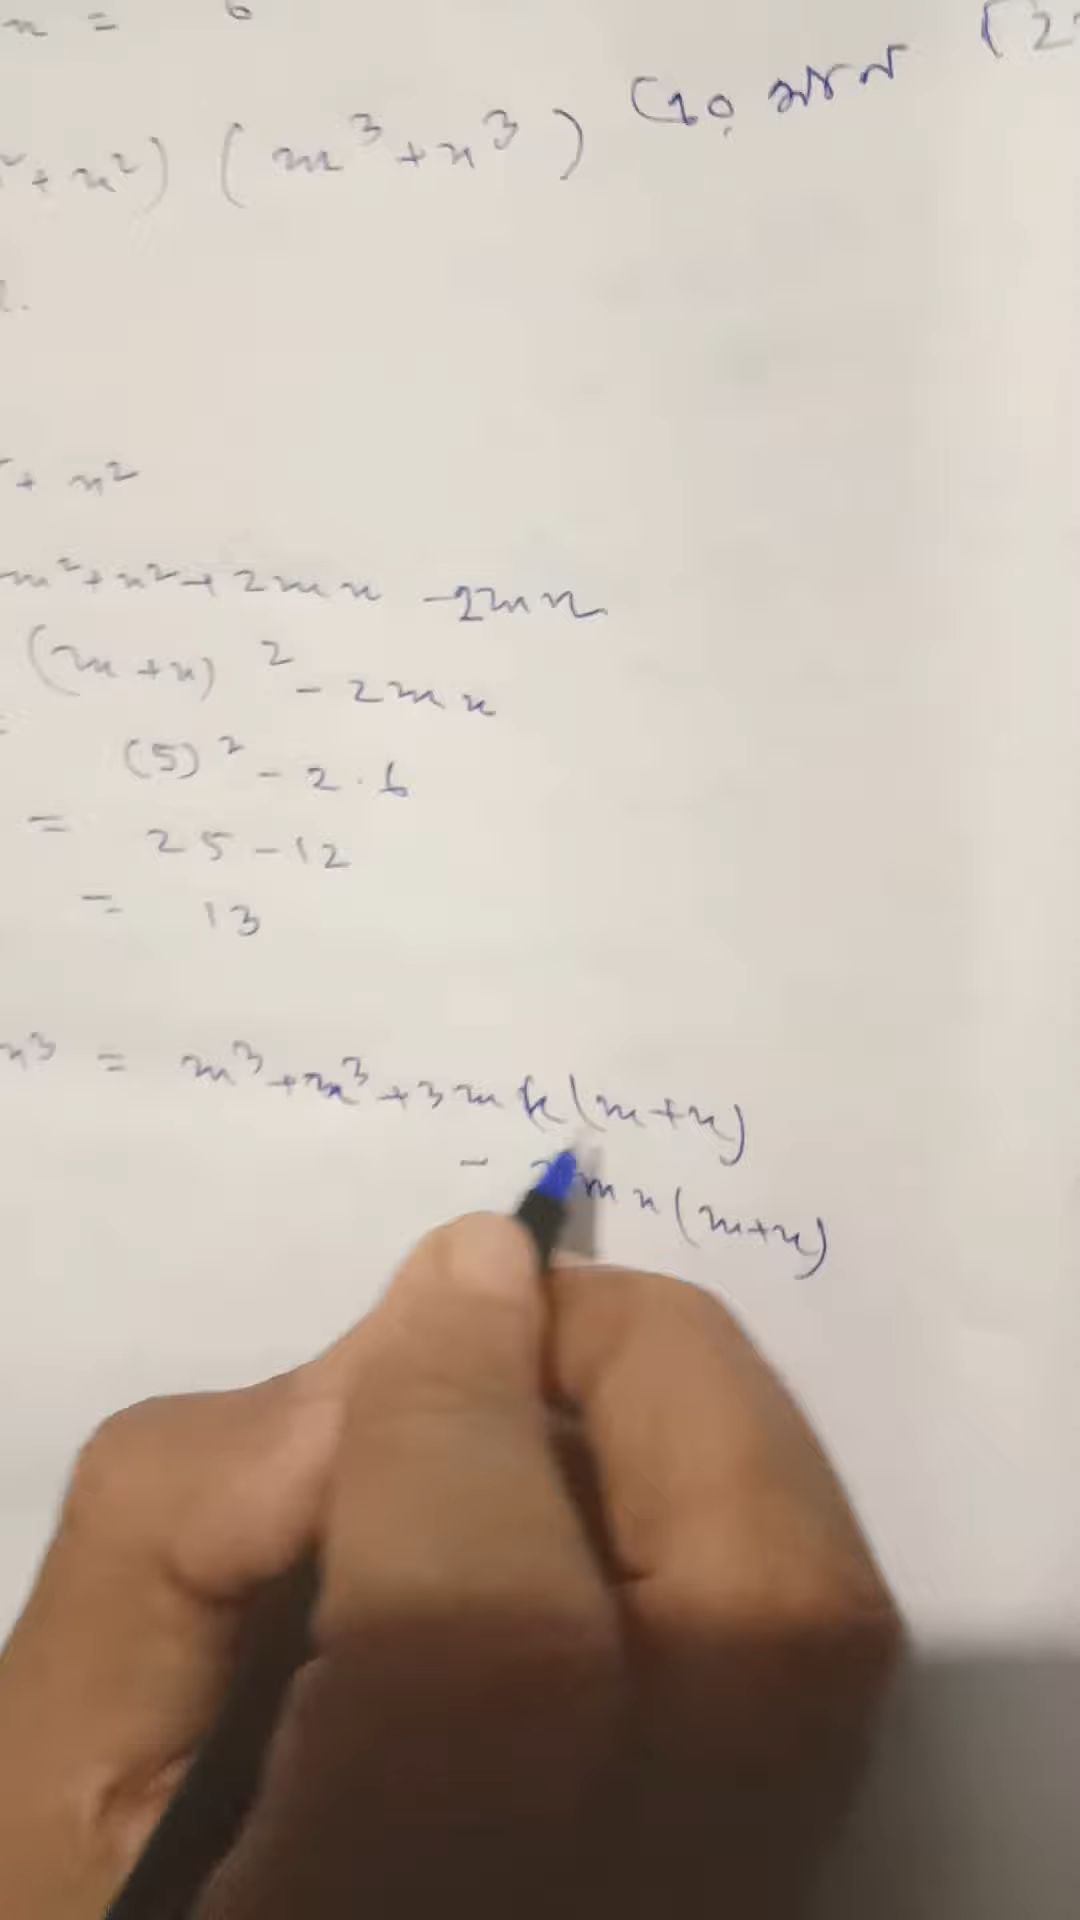 n = 6
+ n²) (m³ + n³) এর মান
+ n²
m² + n² + 2mn - 2mn
(m + n)² - 2mn
(5)² - 2 . 6
= 25 - 12
= 13
n³ = m³ + n³ + 3mn(m + n)
- mn(m + n)